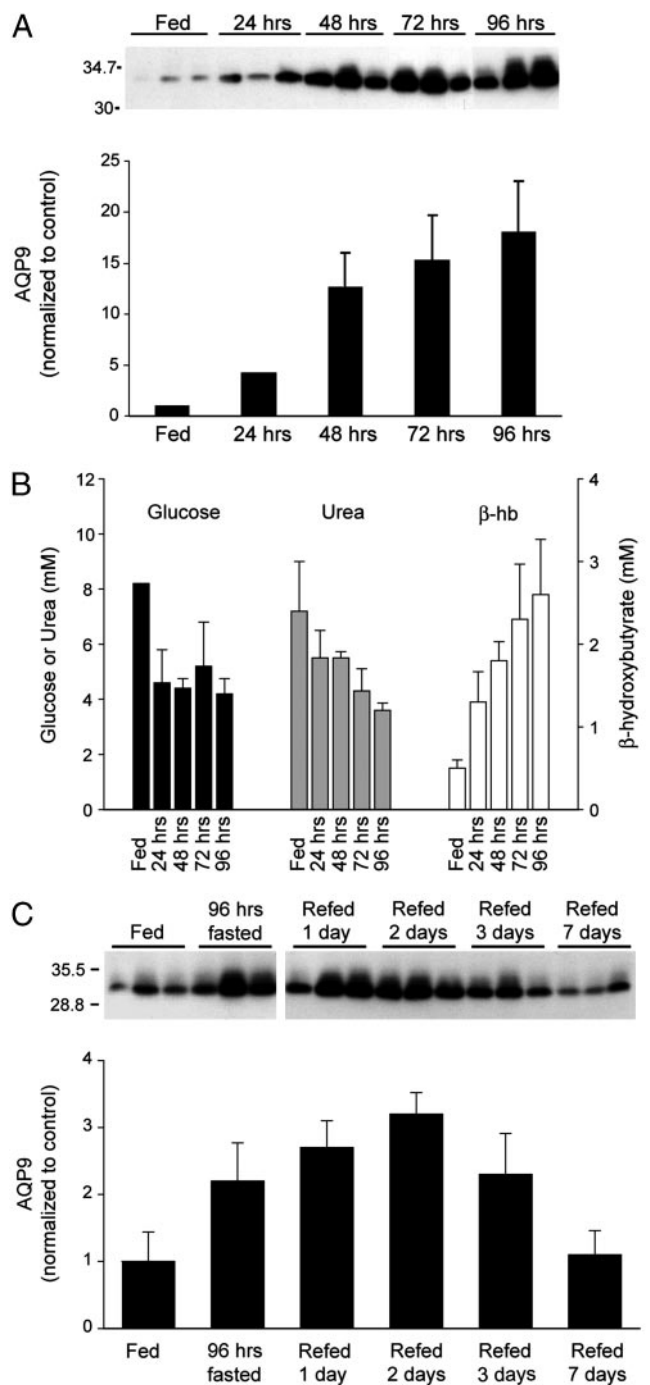 A
Fed 24 hrs 48 hrs 72 hrs 96 hrs
34.7-
30-
25
20
15
10
5
0
AQP9
(normalized to control)
Fed 24 hrs 48 hrs 72 hrs 96 hrs
B
12
10
8
6
4
2
0
Glucose or Urea (mM)
Glucose Urea β-hb
4
3
2
1
0
β-hydroxybutyrate (mM)
Fed
24 hrs
48 hrs
72 hrs
96 hrs
Fed
24 hrs
48 hrs
72 hrs
96 hrs
Fed
24 hrs
48 hrs
72 hrs
96 hrs
C
Fed
96 hrs
fasted
Refed
1 day
Refed
2 days
Refed
3 days
Refed
7 days
35.5 –
28.8 –
4
3
2
1
0
AQP9
(normalized to control)
Fed
96 hrs
fasted
Refed
1 day
Refed
2 days
Refed
3 days
Refed
7 days